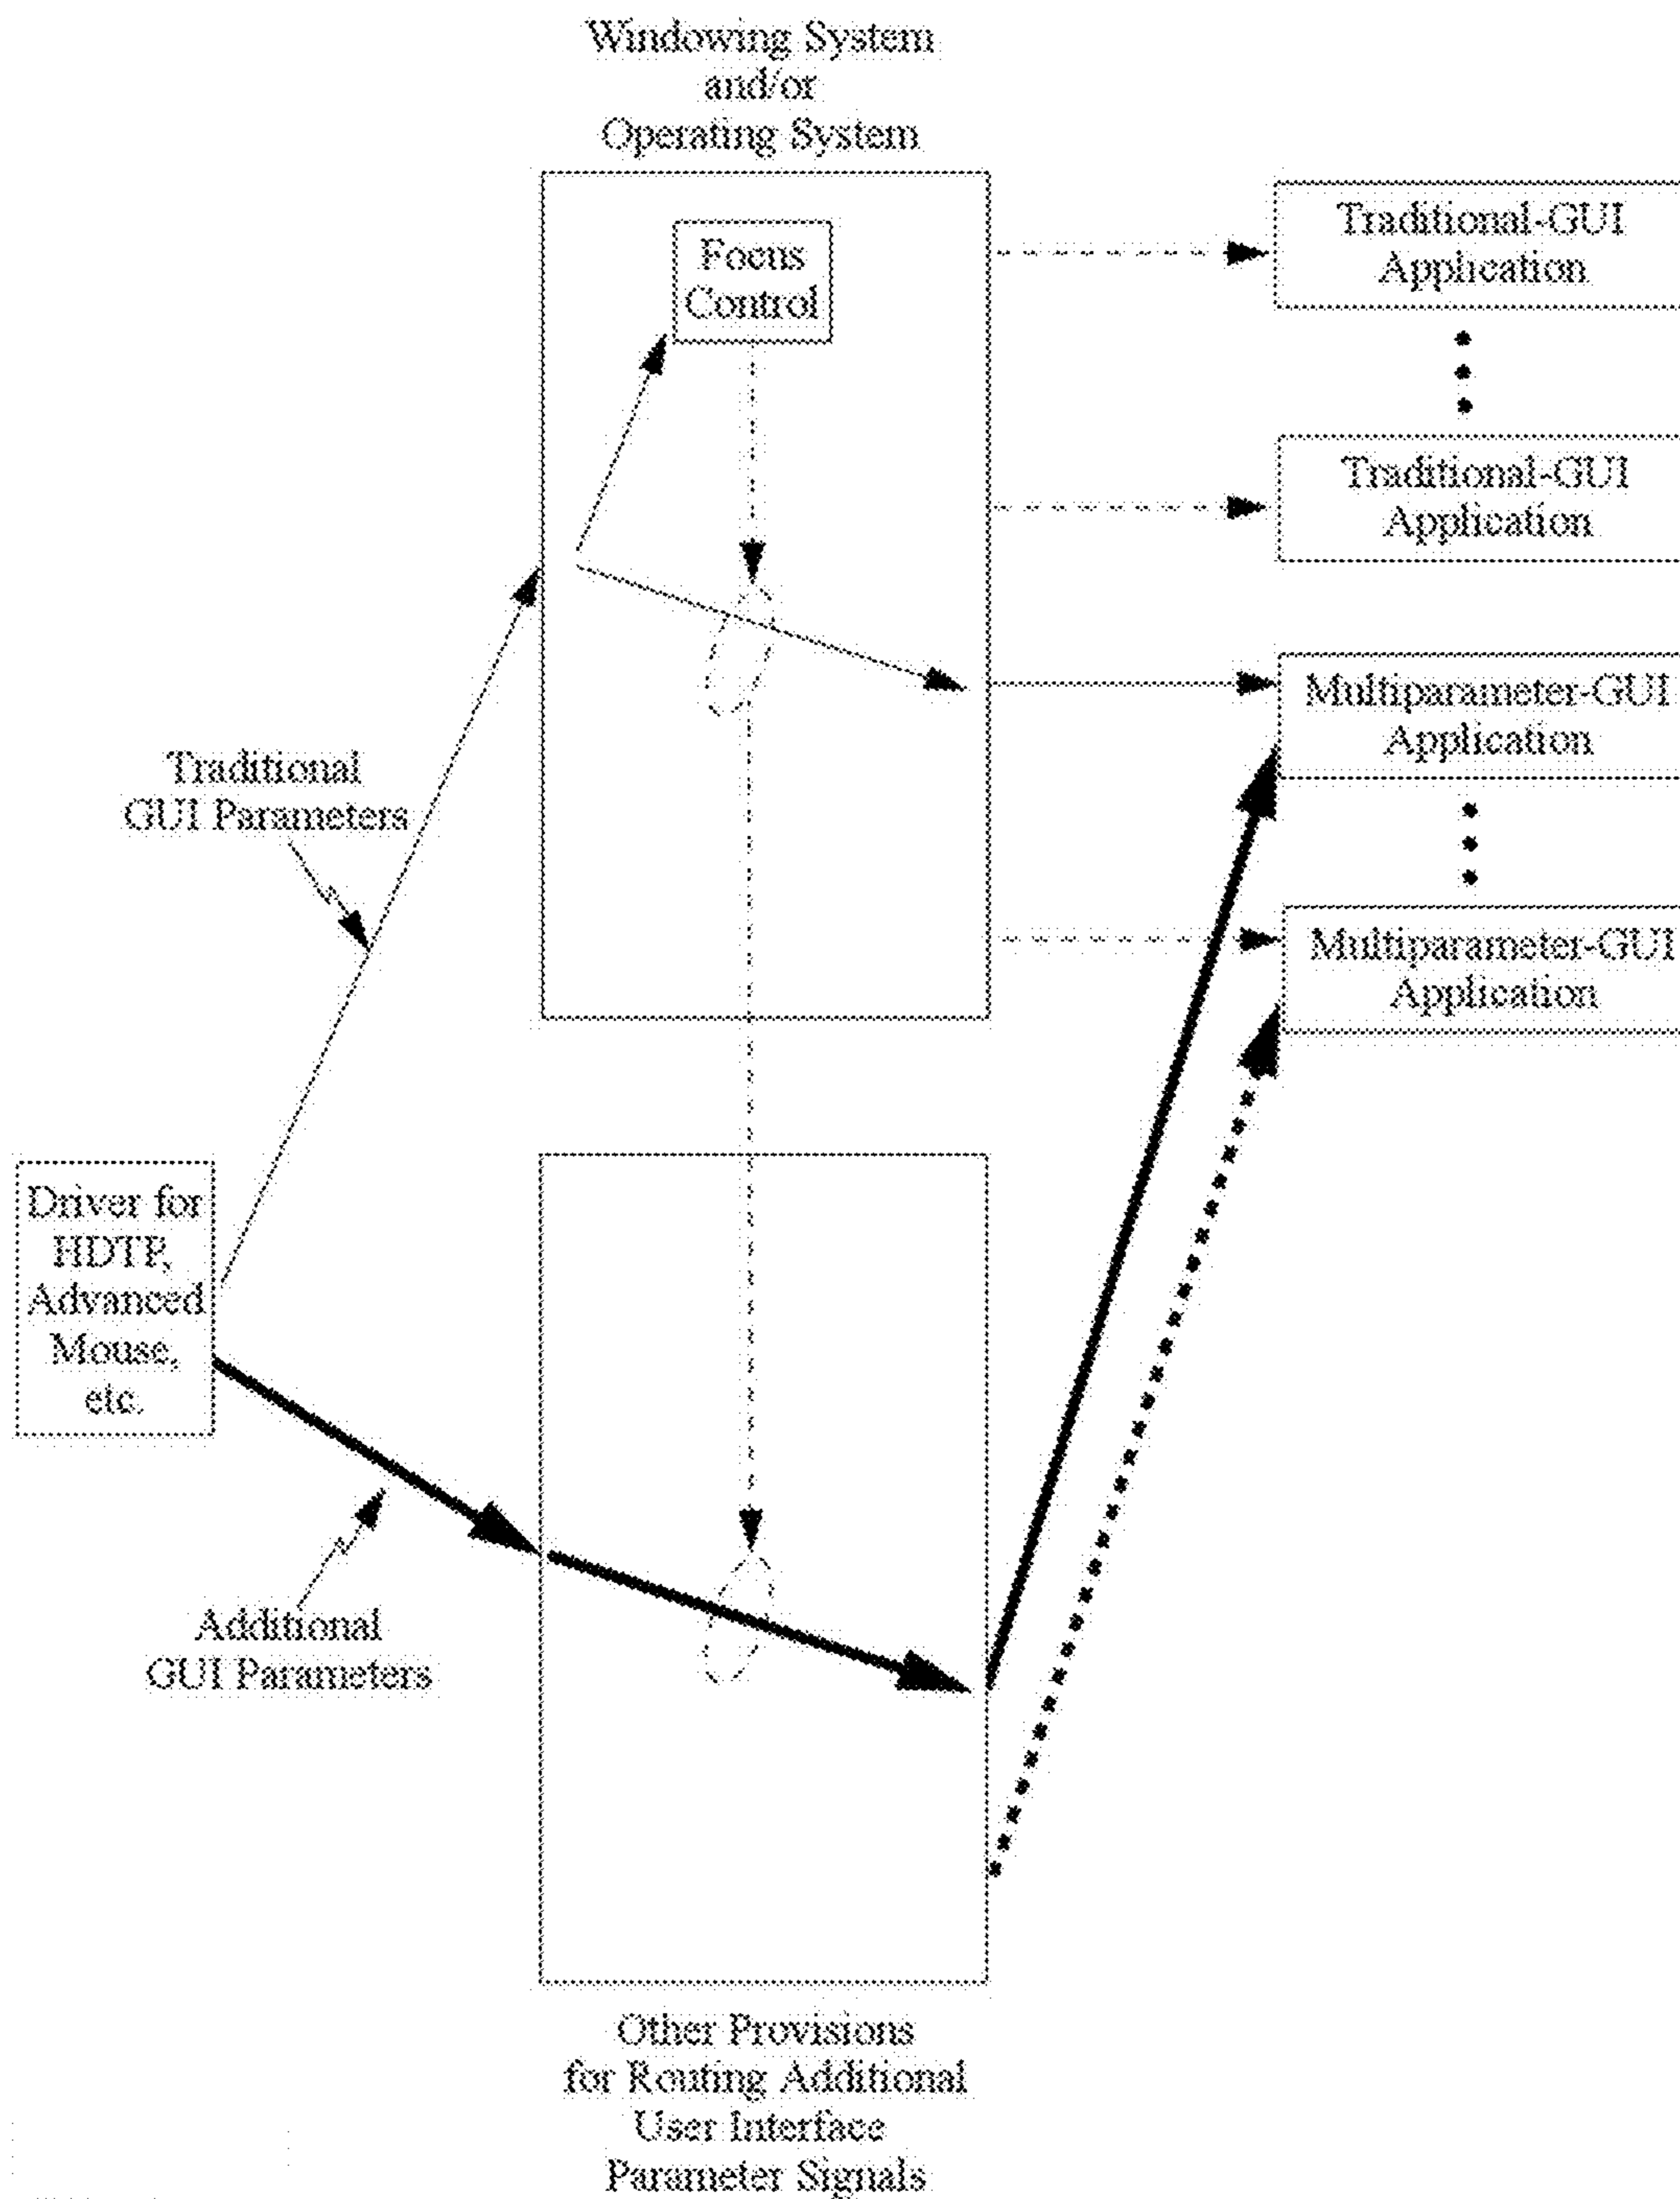 Windowing System
and/or
Operating System
Focus
Control
Traditional-GUI
Application
Traditional-GUI
Application
Multiparameter-GUI
Application
Multiparameter-GUI
Application
Traditional
GUI Parameters
Driver for
HDTP,
Advanced
Mouse,
etc.
Additional
GUI Parameters
Other Provisions
for Routing Additional
User Interface
Parameter Signals